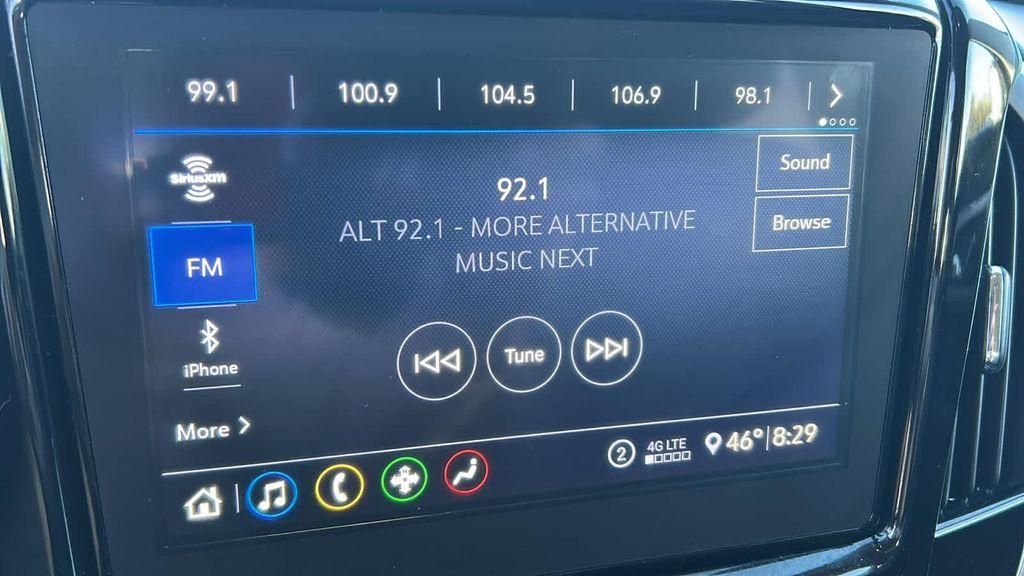 99.1 100.9 104.5 106.9 98.1
SiriusXM
Sound
92.1
ALT 92.1 - MORE ALTERNATIVE
MUSIC NEXT
Browse
FM
iPhone
Tune
More
2 4G LTE 46° 8:29